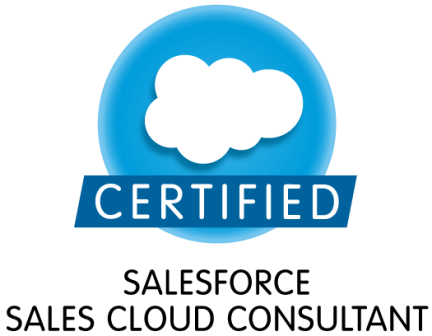 CERTIFIED
SALESFORCE
SALES CLOUD CONSULTANT